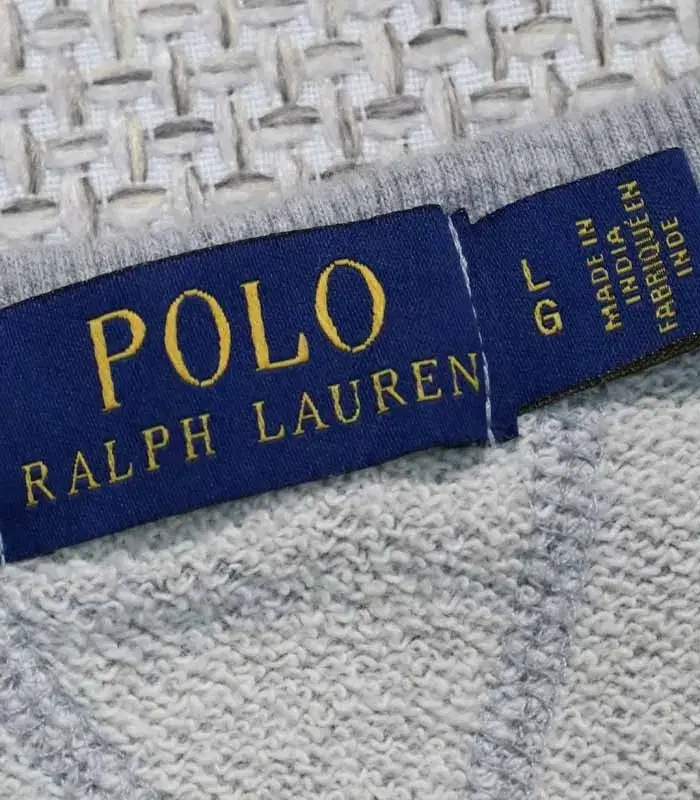 POLO
RALPH LAUREN
L
G
MADE IN
INDIA
FABRIQUÉ EN
INDE